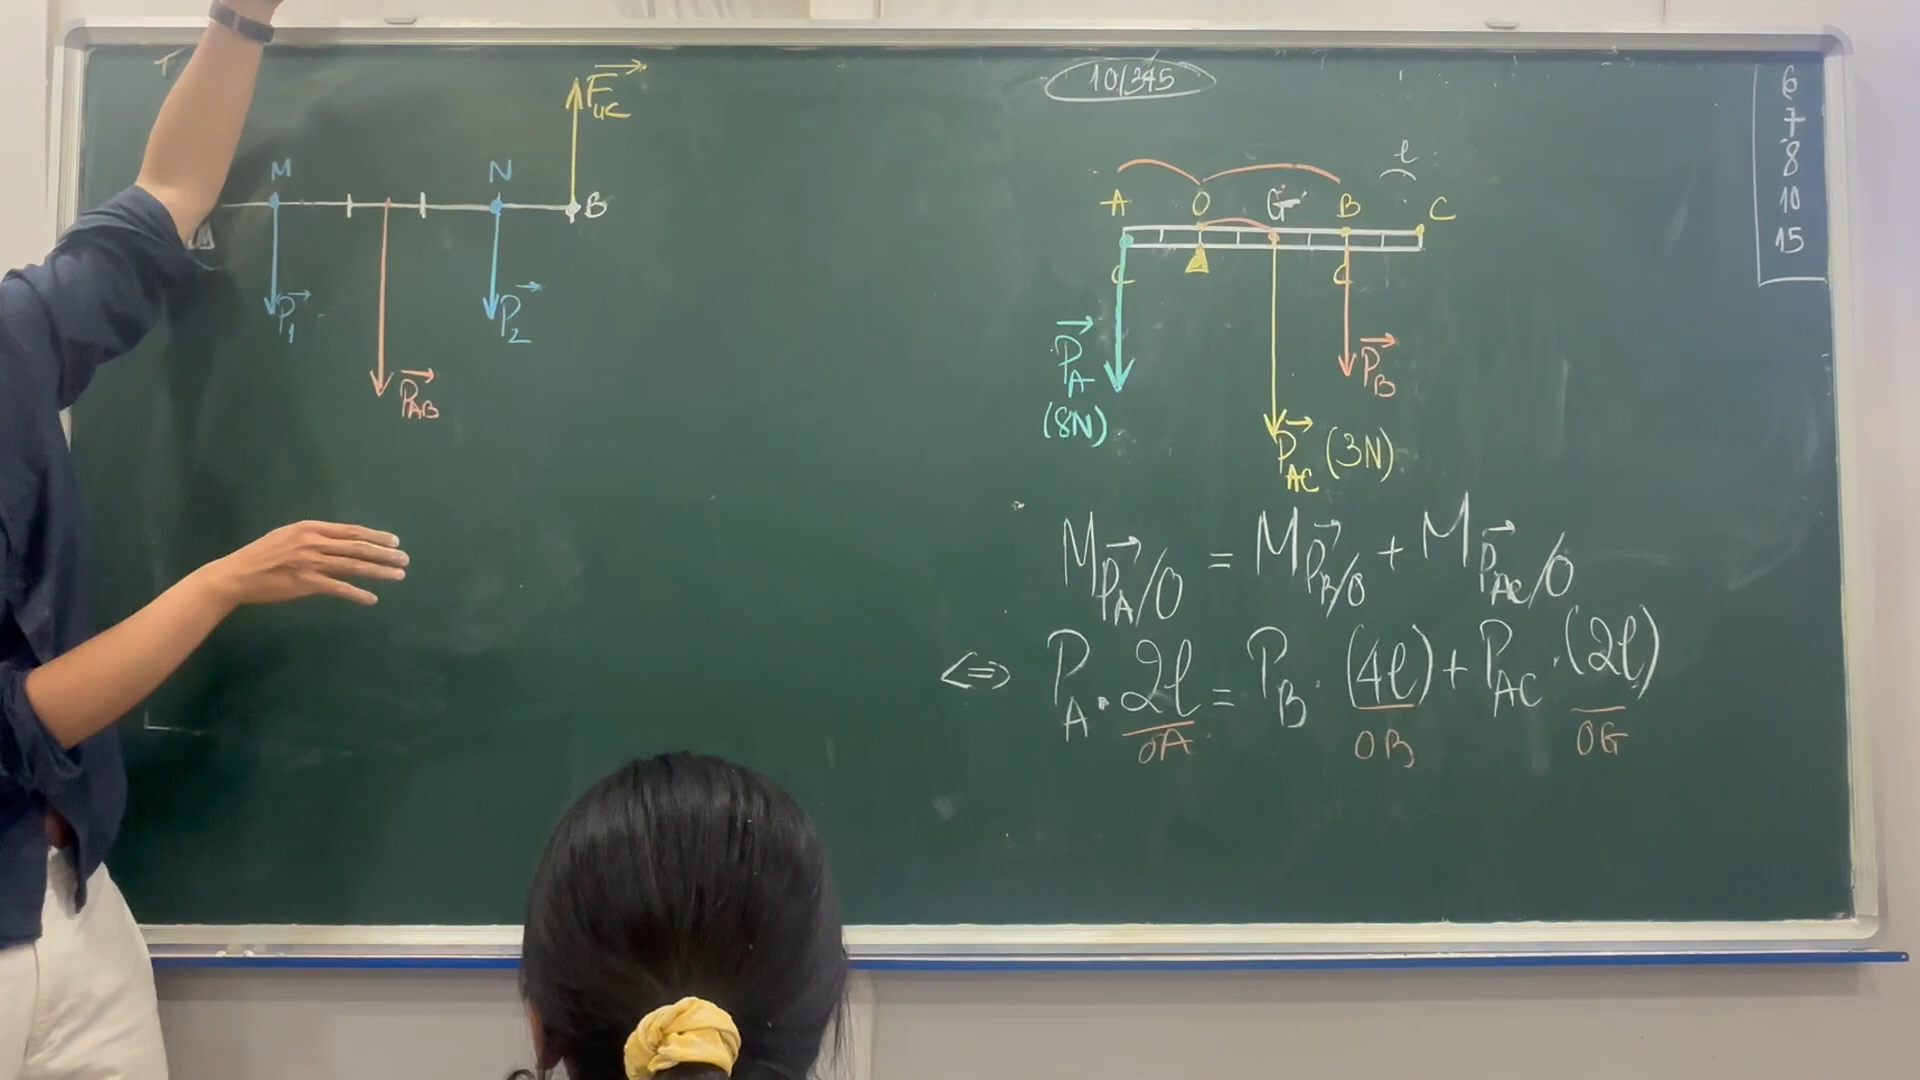 F⃗ uc
M N B
P⃗₁ P⃗₂
P⃗AB
10/345
l
A O G B C
P⃗A P⃗B
(8N)
P⃗AC (3N)
M P⃗A/O = M P⃗B/O + M P⃗AC/O
<=> PA . 2l = PB . (4l) + PAC . (2l)
OA OB OG
6
7
8
10
15